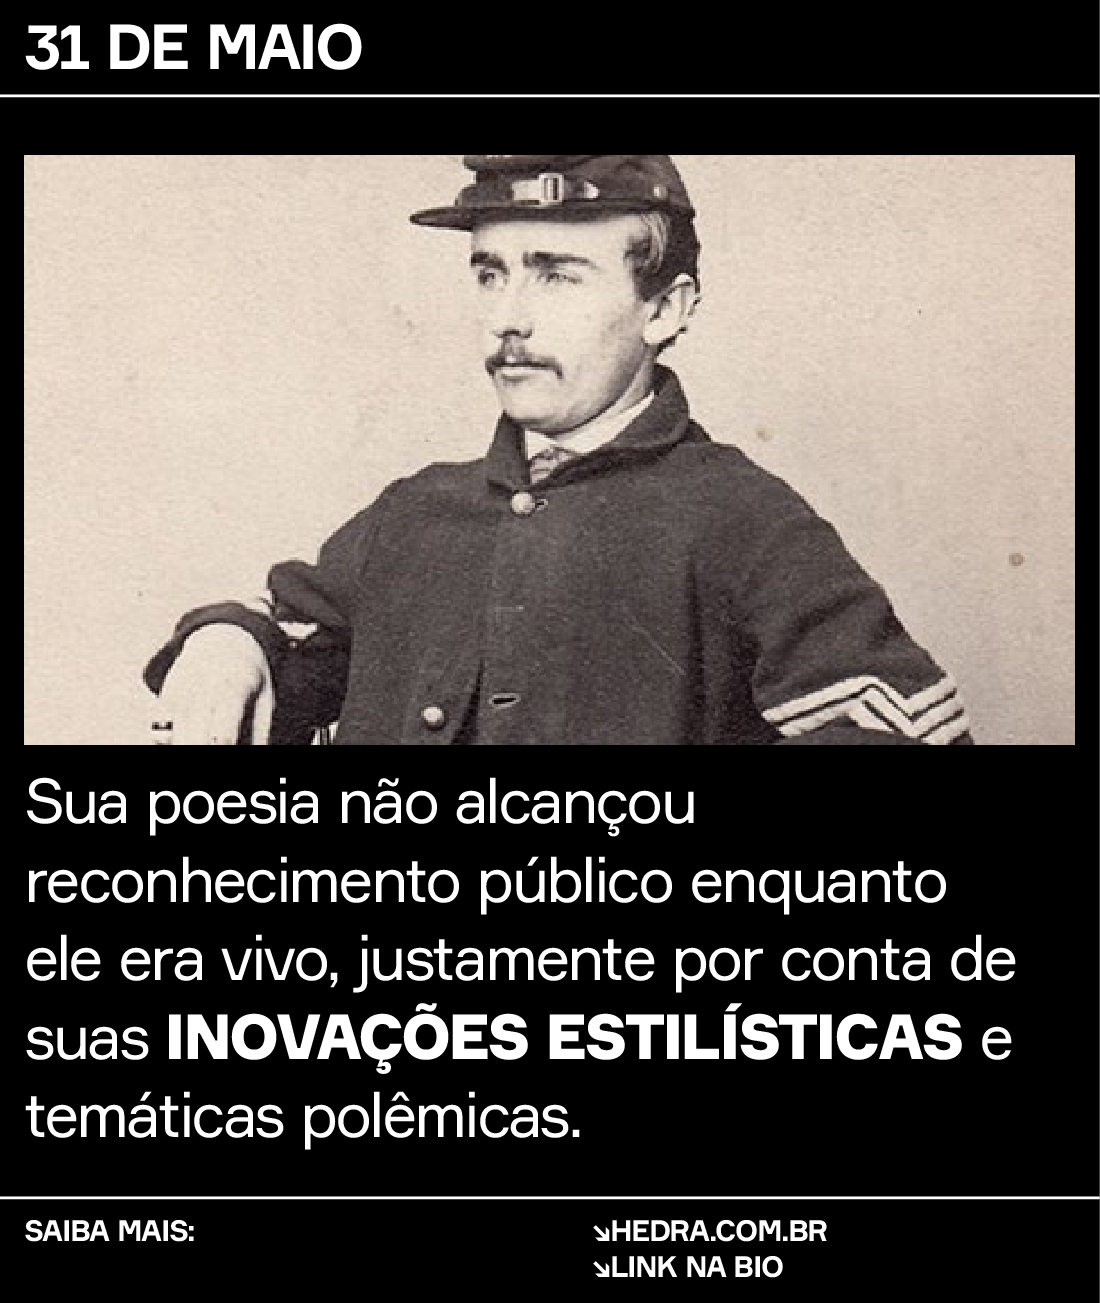 31 DE MAIO
Sua poesia não alcançou
reconhecimento público enquanto
ele era vivo, justamente por conta de
suas INOVAÇÕES ESTILÍSTICAS e
temáticas polêmicas.
SAIBA MAIS:
↘HEDRA.COM.BR
↘LINK NA BIO